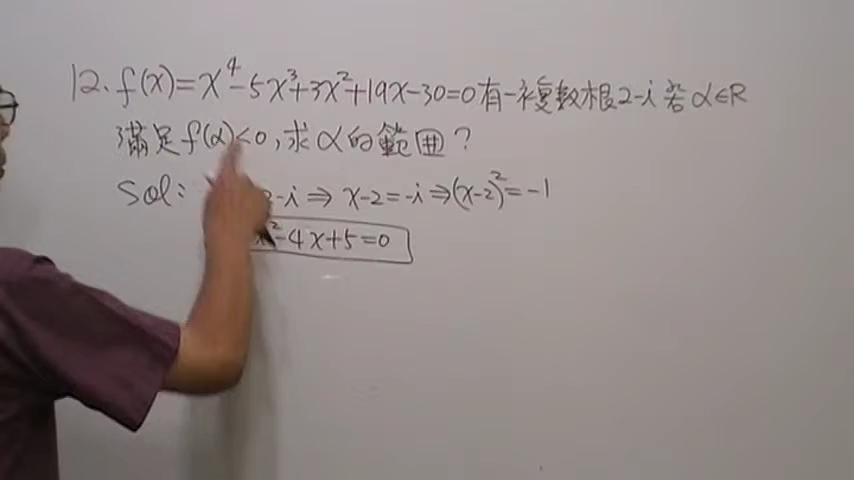 12. f(x)=x⁴-5x³+3x²+19x-30=0有一複數根2-i 若 α∈R
滿足f(α)<0,求α的範圍?
Sol: -i ⇒ x-2=-i ⇒(x-2)²=-1
x²-4x+5=0